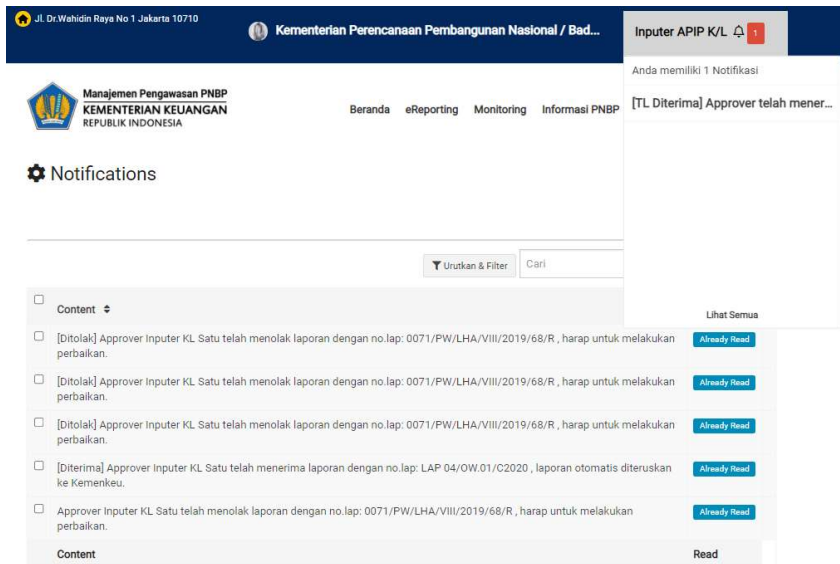 Jl. Dr.Wahidin Raya No 1 Jakarta 10710
Kementerian Perencanaan Pembangunan Nasional / Bad...
Inputer APIP K/L 1
Anda memiliki 1 Notifikasi
[TL Diterima] Approver telah mener...
Lihat Semua
Manajemen Pengawasan PNBP
KEMENTERIAN KEUANGAN
REPUBLIK INDONESIA
Beranda eReporting Monitoring Informasi PNBP
Notifications
Urutkan & Filter Cari
Content
[Ditolak] Approver Inputer KL Satu telah menolak laporan dengan no.lap: 0071/PW/LHA/VIII/2019/68/R , harap untuk melakukan Already Read
perbaikan.
[Ditolak] Approver Inputer KL Satu telah menolak laporan dengan no.lap: 0071/PW/LHA/VIII/2019/68/R , harap untuk melakukan Already Read
perbaikan.
[Ditolak] Approver Inputer KL Satu telah menolak laporan dengan no.lap: 0071/PW/LHA/VIII/2019/68/R , harap untuk melakukan Already Read
perbaikan.
[Diterima] Approver Inputer KL Satu telah menerima laporan dengan no.lap: LAP 04/OW.01/C2020 , laporan otomatis diteruskan Already Read
ke Kemenkeu.
Approver Inputer KL Satu telah menolak laporan dengan no.lap: 0071/PW/LHA/VIII/2019/68/R , harap untuk melakukan Already Read
perbaikan.
Content Read